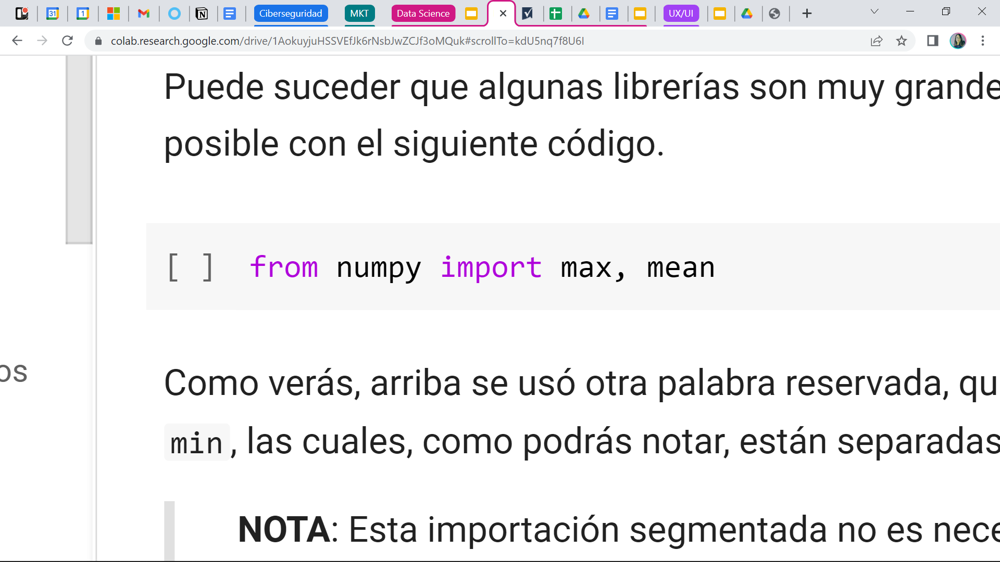 31
1
Ciberseguridad
MKT
Data Science
UX/UI
colab.research.google.com/drive/1AokuyjuHSSVEfJk6rNsbJwZCJf3oMQuk#scrollTo=kdU5nq7f8U6I
Puede suceder que algunas librerías son muy grande
posible con el siguiente código.
[ ] from numpy import max, mean
os
Como verás, arriba se usó otra palabra reservada, qu
min, las cuales, como podrás notar, están separadas
NOTA: Esta importación segmentada no es nece